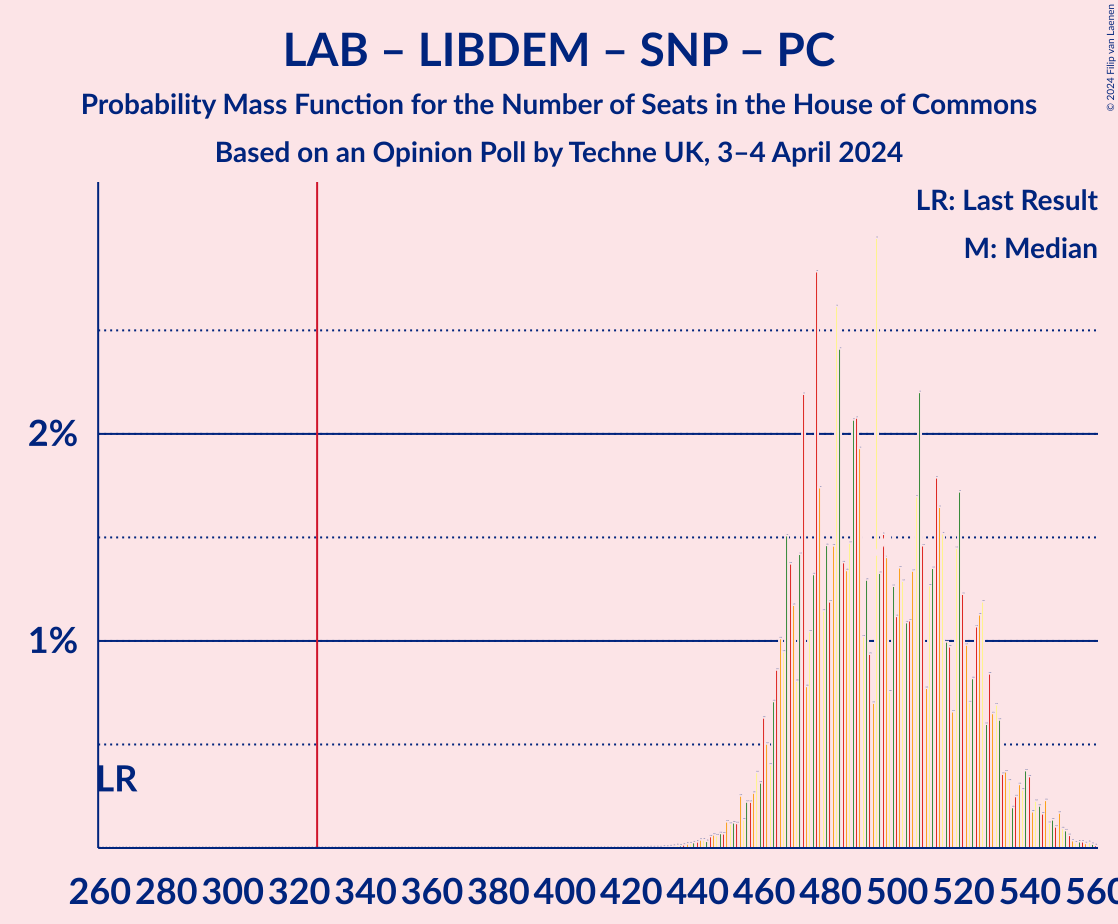 LAB – LIBDEM – SNP – PC
Probability Mass Function for the Number of Seats in the House of Commons
Based on an Opinion Poll by Techne UK, 3–4 April 2024
© 2024 Filip van Laenen
LR: Last Result
M: Median
2%
1%
LR
260 280 300 320 340 360 380 400 420 440 460 480 500 520 540 560